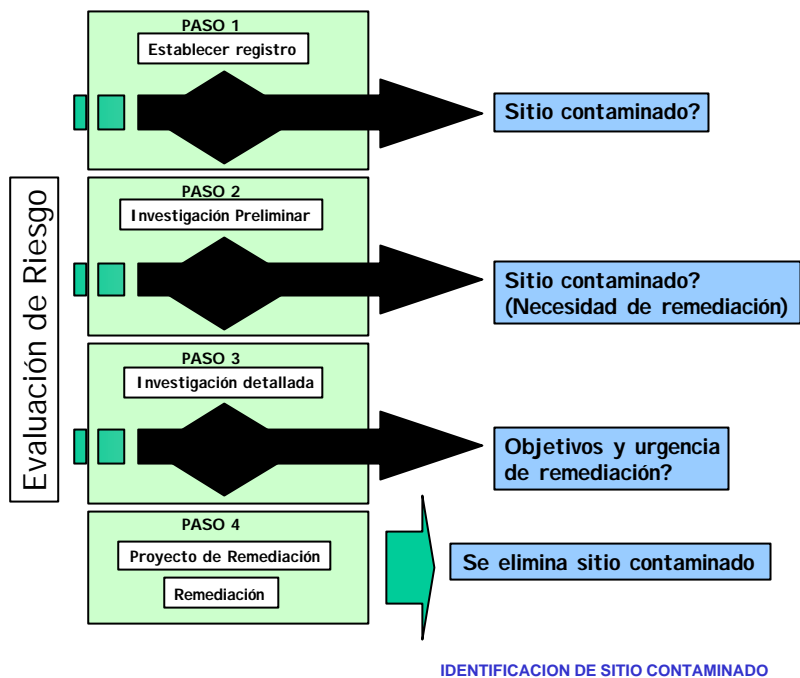 Evaluación de Riesgo
PASO 1
Establecer registro
Sitio contaminado?
PASO 2
Investigación Preliminar
Sitio contaminado?
(Necesidad de remediación)
PASO 3
Investigación detallada
Objetivos y urgencia
de remediación?
PASO 4
Proyecto de Remediación
Remediación
Se elimina sitio contaminado
IDENTIFICACION DE SITIO CONTAMINADO